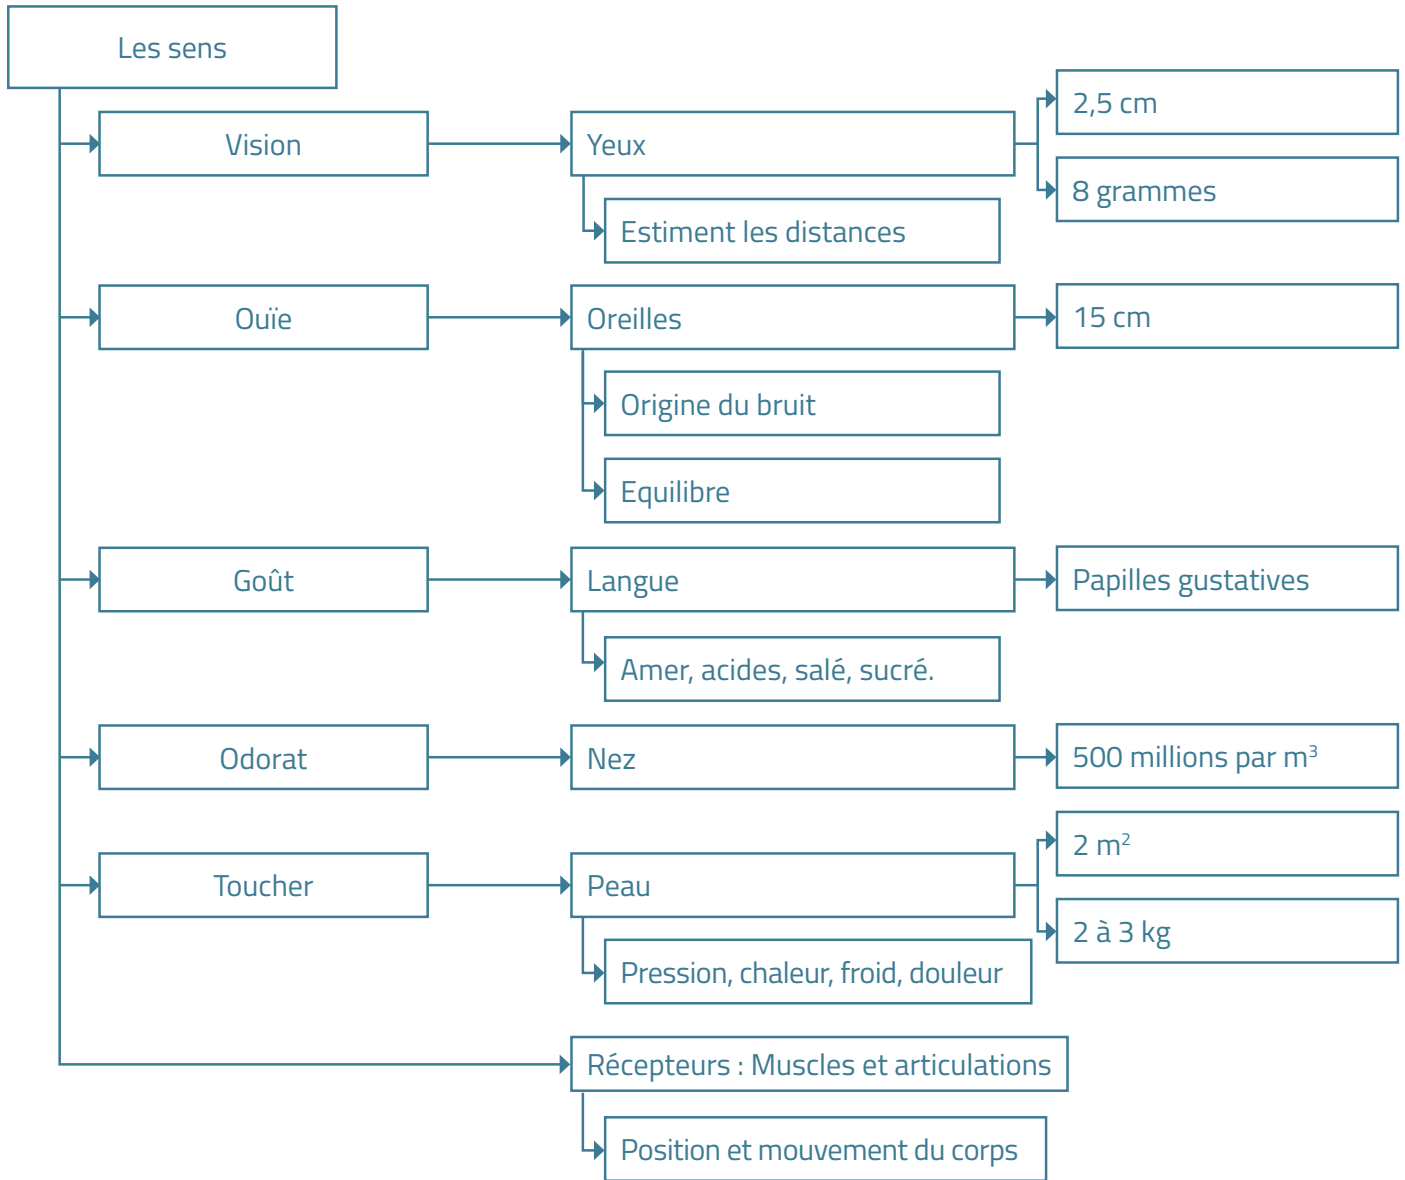 Les sens
Vision
Yeux
2,5 cm
8 grammes
Estiment les distances
Ouïe
Oreilles
15 cm
Origine du bruit
Equilibre
Goût
Langue
Papilles gustatives
Amer, acides, salé, sucré.
Odorat
Nez
500 millions par m³
Toucher
Peau
2 m²
2 à 3 kg
Pression, chaleur, froid, douleur
Récepteurs : Muscles et articulations
Position et mouvement du corps